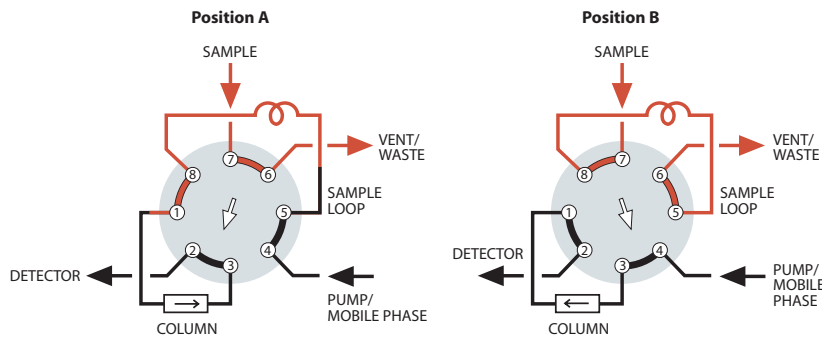 Position A
SAMPLE
VENT/
WASTE
7
8
6
SAMPLE
LOOP
1
5
2
4
3
DETECTOR
PUMP/
MOBILE PHASE
COLUMN
Position B
SAMPLE
VENT/
WASTE
7
8
6
SAMPLE
LOOP
1
5
2
4
3
DETECTOR
PUMP/
MOBILE
PHASE
COLUMN